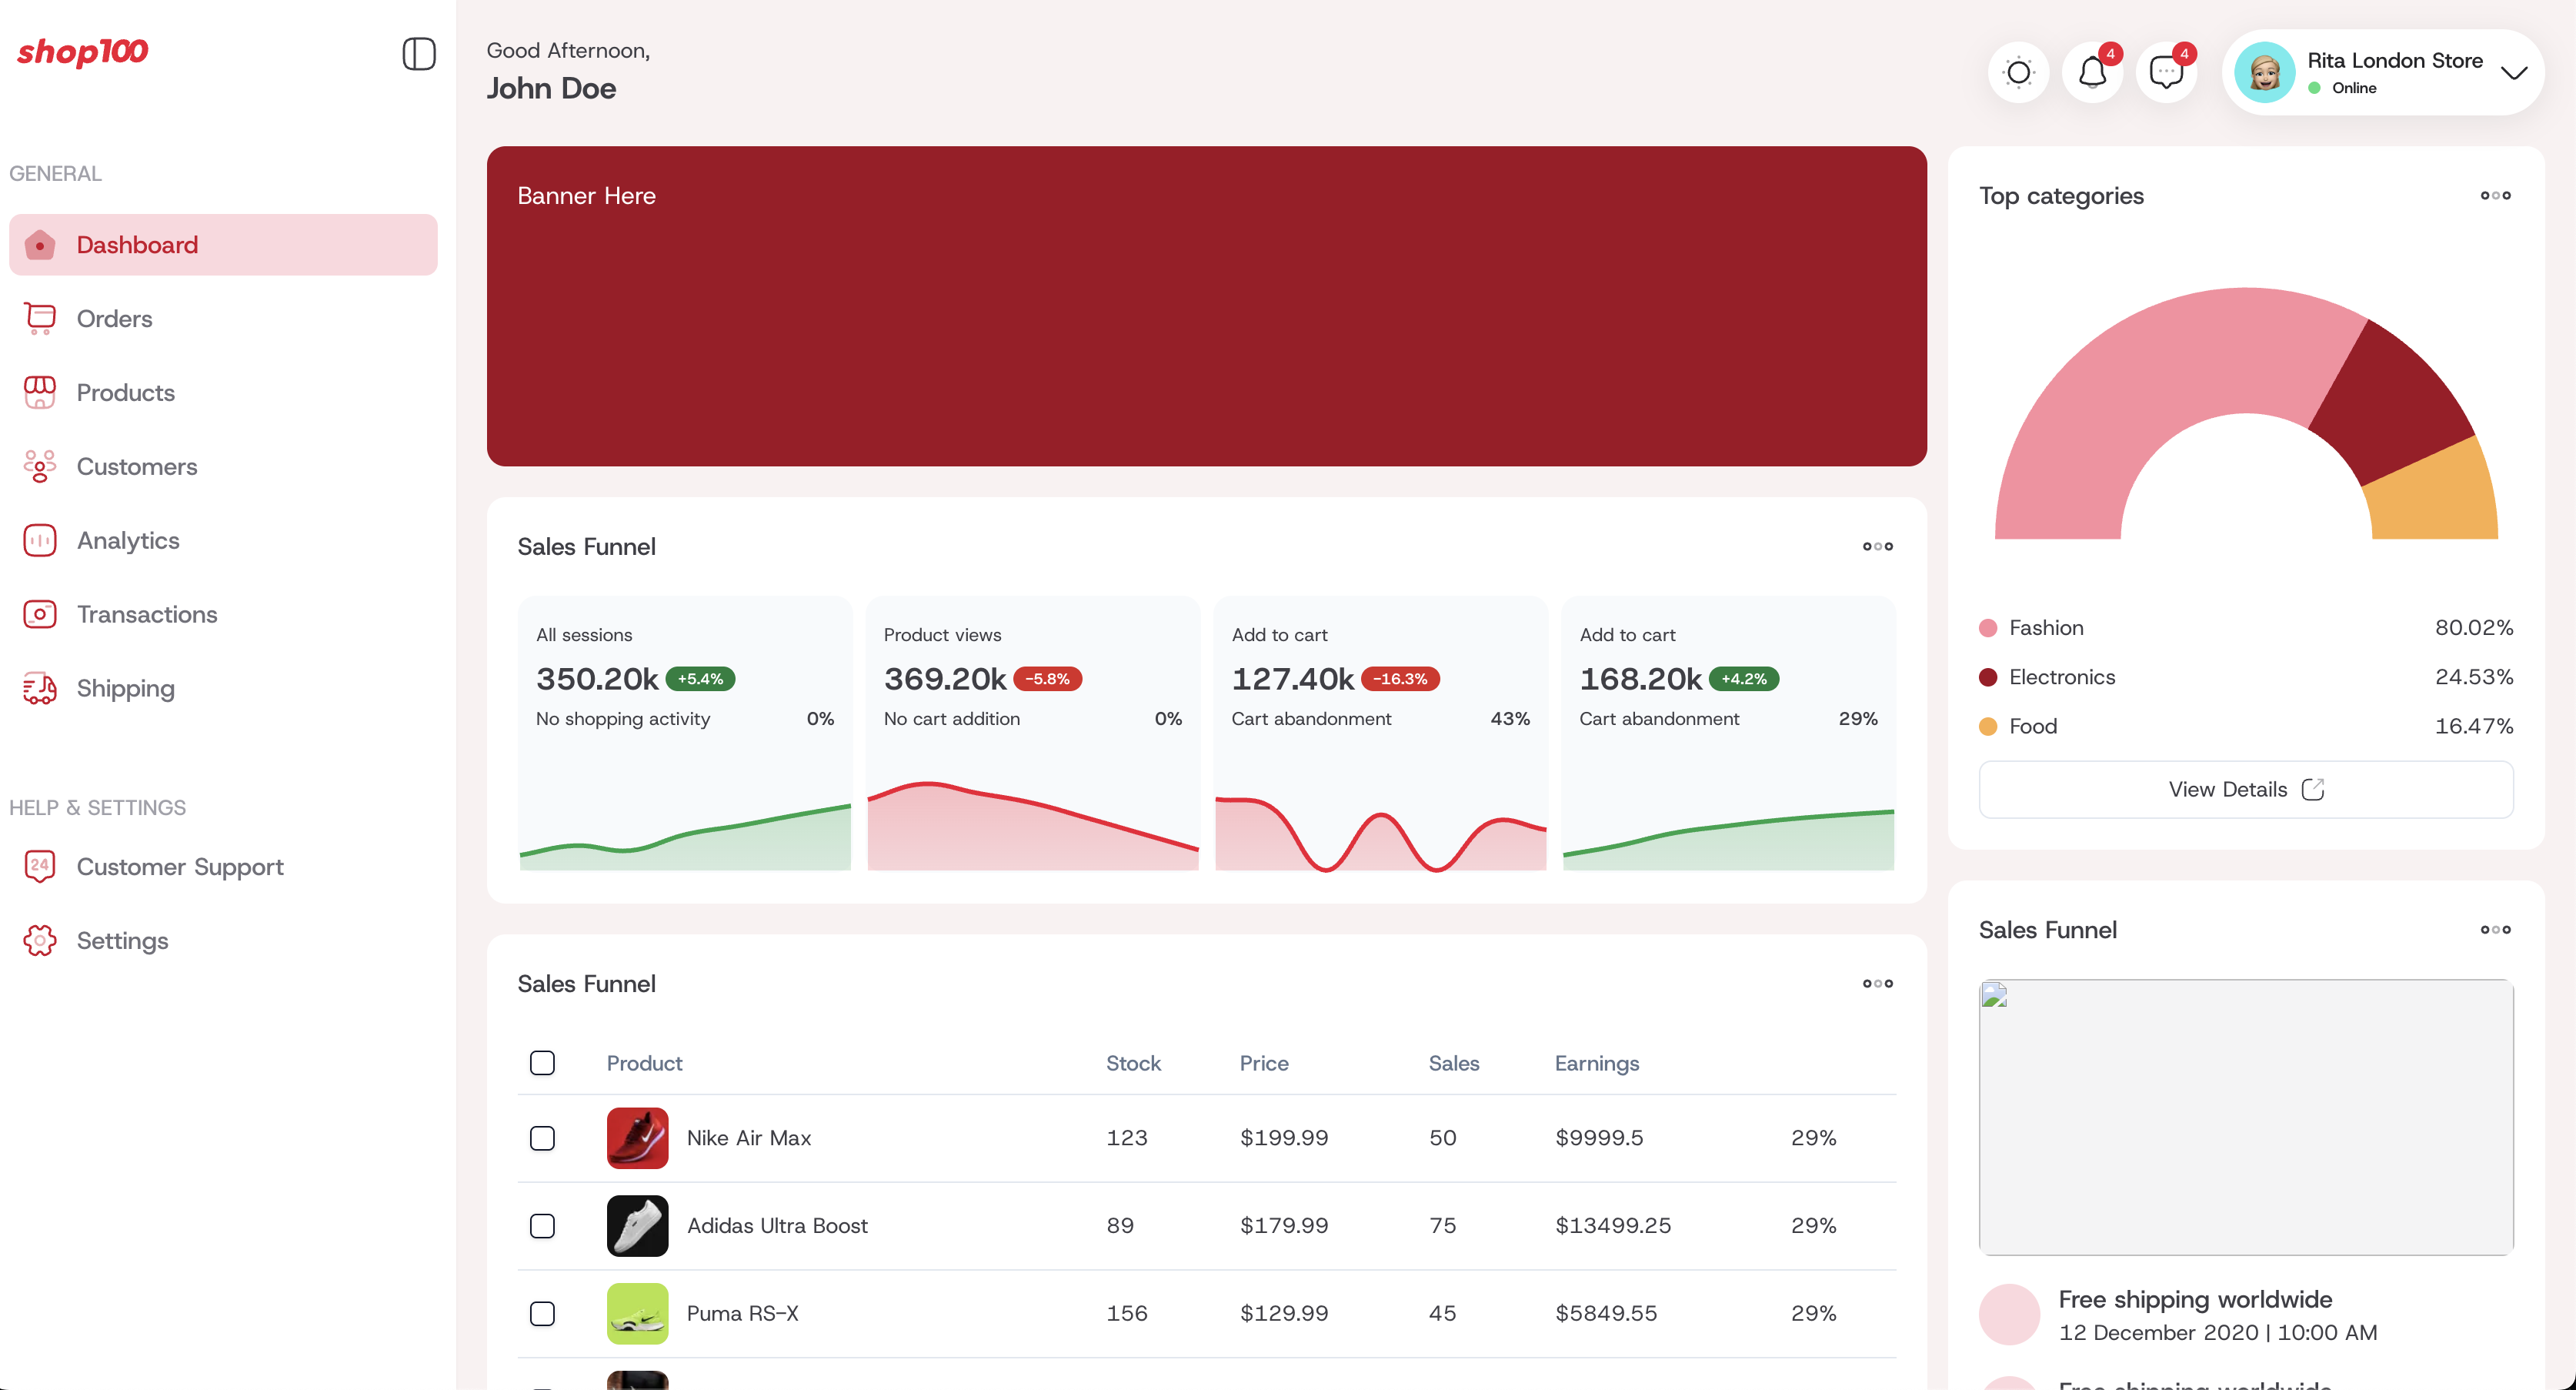 shop100
GENERAL
Dashboard
Orders
Products
Customers
Analytics
Transactions
Shipping
HELP & SETTINGS
24
Customer Support
Settings
Good Afternoon,
John Doe
4
4
Rita London Store
Online
Banner Here
Sales Funnel
All sessions
350.20k +5.4%
No shopping activity 0%
Product views
369.20k -5.8%
No cart addition 0%
Add to cart
127.40k -16.3%
Cart abandonment 43%
Add to cart
168.20k +4.2%
Cart abandonment 29%
Sales Funnel
Product Stock Price Sales Earnings
Nike Air Max 123 $199.99 50 $9999.5 29%
Adidas Ultra Boost 89 $179.99 75 $13499.25 29%
Puma RS-X 156 $129.99 45 $5849.55 29%
Top categories
Fashion 80.02%
Electronics 24.53%
Food 16.47%
View Details
Sales Funnel
Free shipping worldwide
12 December 2020 | 10:00 AM
Free shipping worldwide